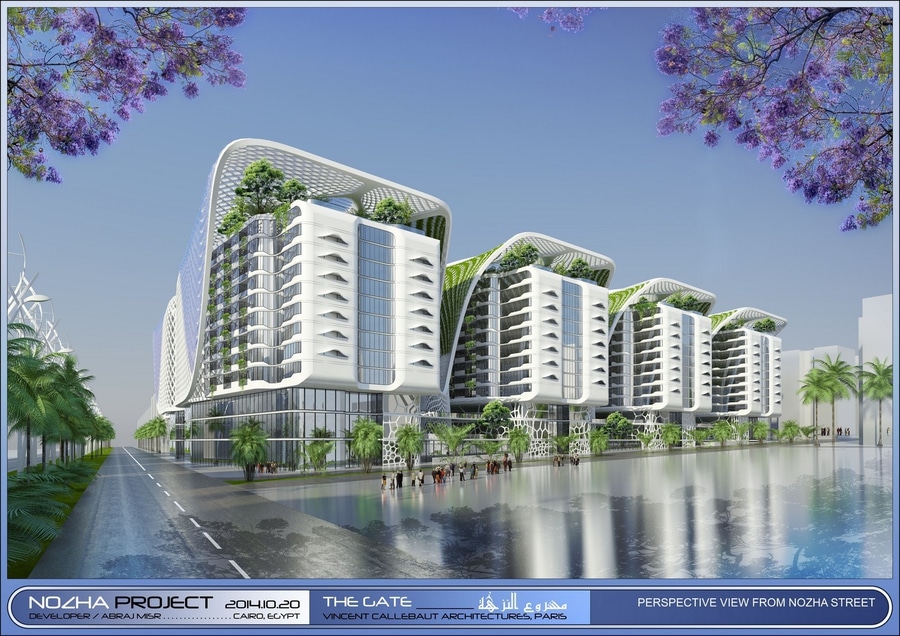 NOZHA PROJECT 2014.10.20
DEVELOPER / ABRAJ MISR ................ CAIRO, EGYPT
THE GATE مشروع النزهة
VINCENT CALLEBAUT ARCHITECTURES, PARIS
PERSPECTIVE VIEW FROM NOZHA STREET